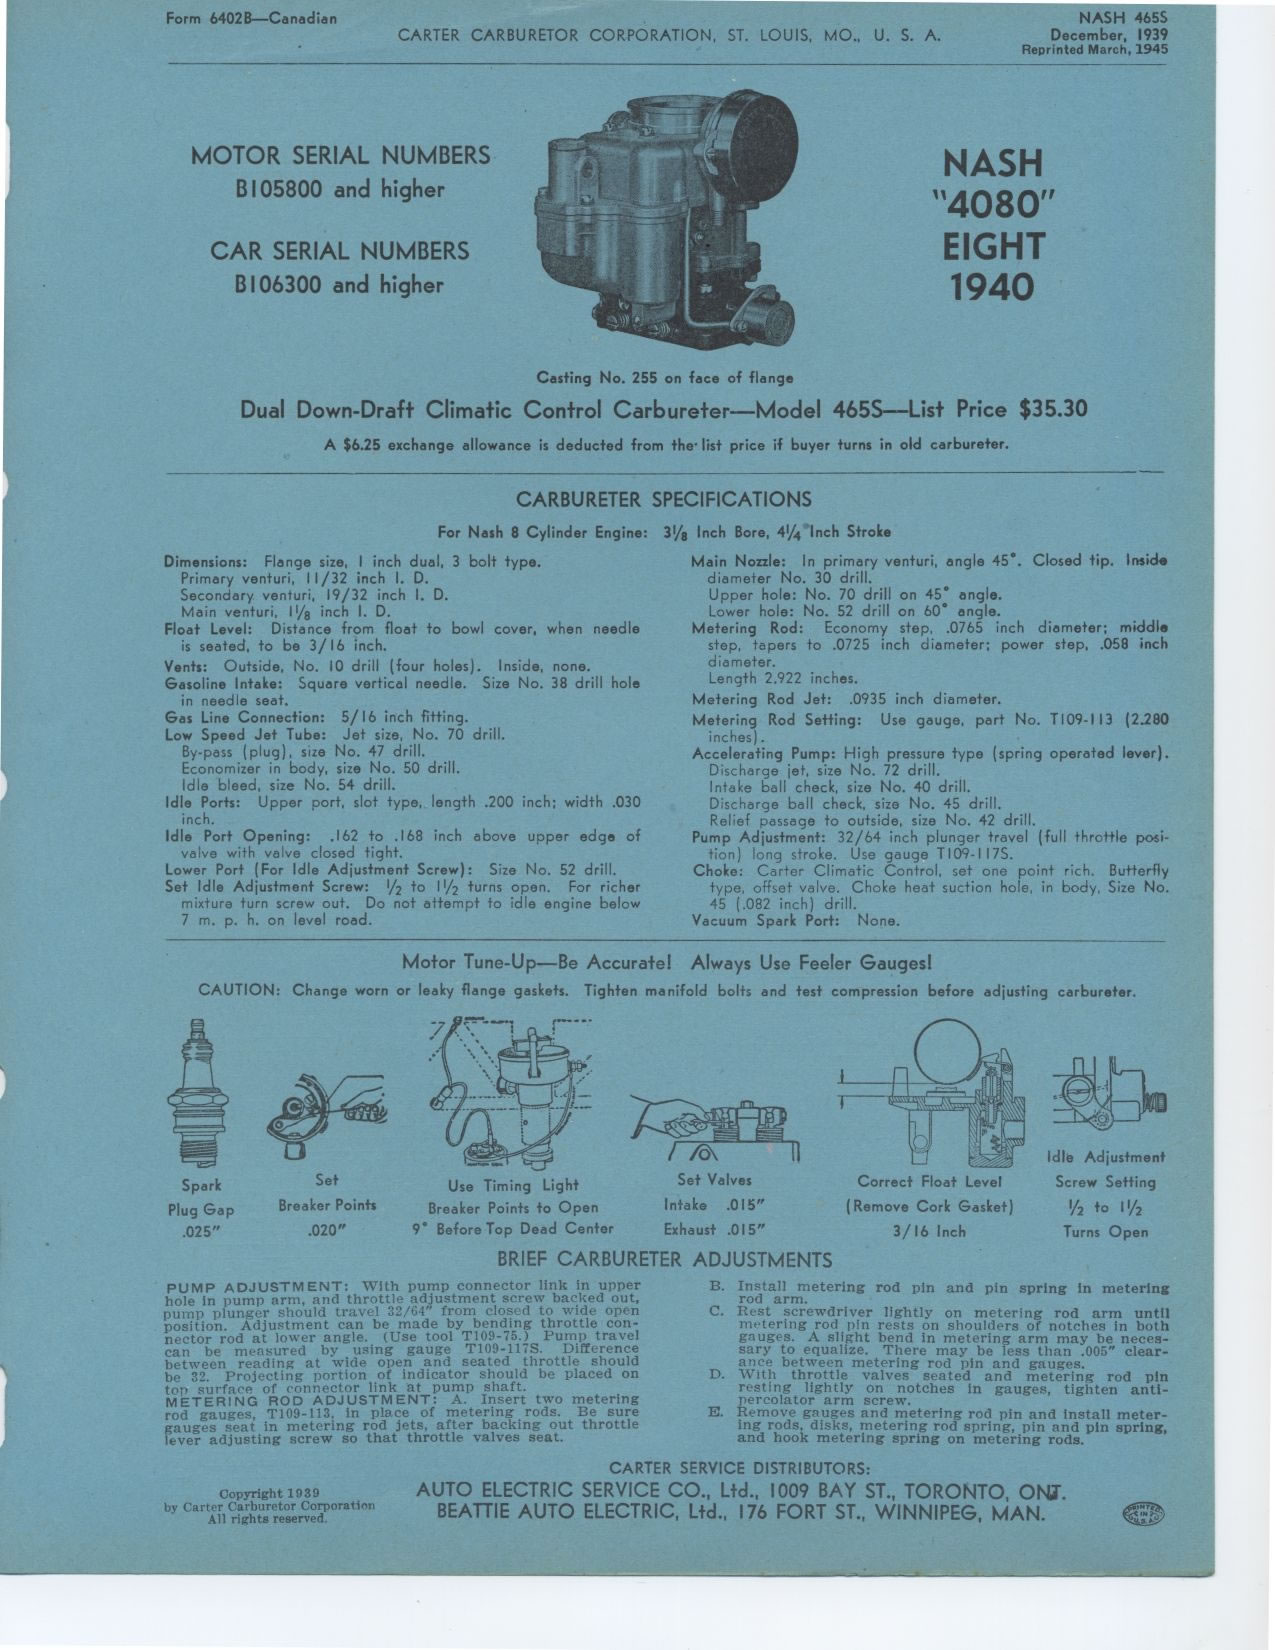 Form 6402B—Canadian
NASH 465S
CARTER CARBURETOR CORPORATION, ST. LOUIS, MO., U. S. A.
December, 1939
Reprinted March, 1945
MOTOR SERIAL NUMBERS
B105800 and higher
CAR SERIAL NUMBERS
B106300 and higher
NASH
"4080"
EIGHT
1940
Casting No. 255 on face of flange
Dual Down-Draft Climatic Control Carbureter—Model 465S—List Price $35.30
A $6.25 exchange allowance is deducted from the list price if buyer turns in old carbureter.
CARBURETER SPECIFICATIONS
For Nash 8 Cylinder Engine: 3⅛ Inch Bore, 4¼ Inch Stroke
Dimensions: Flange size, 1 inch dual, 3 bolt type.
Primary venturi, 11/32 inch I. D.
Secondary venturi, 19/32 inch I. D.
Main venturi, 1⅛ inch I. D.
Float Level: Distance from float to bowl cover, when needle
is seated, to be 3/16 inch.
Vents: Outside, No. 10 drill (four holes). Inside, none.
Gasoline Intake: Square vertical needle. Size No. 38 drill hole
in needle seat.
Gas Line Connection: 5/16 inch fitting.
Low Speed Jet Tube: Jet size, No. 70 drill.
By-pass (plug), size No. 47 drill.
Economizer in body, size No. 50 drill.
Idle bleed, size No. 54 drill.
Idle Ports: Upper port, slot type, length .200 inch; width .030
inch.
Idle Port Opening: .162 to .168 inch above upper edge of
valve with valve closed tight.
Lower Port (For Idle Adjustment Screw): Size No. 52 drill.
Set Idle Adjustment Screw: ½ to 1½ turns open. For richer
mixture turn screw out. Do not attempt to idle engine below
7 m. p. h. on level road.
Main Nozzle: In primary venturi, angle 45°. Closed tip. Inside
diameter No. 30 drill.
Upper hole: No. 70 drill on 45° angle.
Lower hole: No. 52 drill on 60° angle.
Metering Rod: Economy step, .0765 inch diameter; middle
step, tapers to .0725 inch diameter; power step, .058 inch
diameter.
Length 2.922 inches.
Metering Rod Jet: .0935 inch diameter.
Metering Rod Setting: Use gauge, part No. T109-113 (2.280
inches).
Accelerating Pump: High pressure type (spring operated lever).
Discharge jet, size No. 72 drill.
Intake ball check, size No. 40 drill.
Discharge ball check, size No. 45 drill.
Relief passage to outside, size No. 42 drill.
Pump Adjustment: 32/64 inch plunger travel (full throttle posi-
tion) long stroke. Use gauge T109-117S.
Choke: Carter Climatic Control, set one point rich. Butterfly
type, offset valve. Choke heat suction hole, in body, Size No.
45 (.082 inch) drill.
Vacuum Spark Port: None.
Motor Tune-Up—Be Accurate! Always Use Feeler Gauges!
CAUTION: Change worn or leaky flange gaskets. Tighten manifold bolts and test compression before adjusting carbureter.
Spark
Plug Gap
.025"
Set
Breaker Points
.020"
Use Timing Light
Breaker Points to Open
9° Before Top Dead Center
Set Valves
Intake .015"
Exhaust .015"
Correct Float Level
(Remove Cork Gasket)
3/16 Inch
Idle Adjustment
Screw Setting
½ to 1½
Turns Open
BRIEF CARBURETER ADJUSTMENTS
PUMP ADJUSTMENT: With pump connector link in upper
hole in pump arm, and throttle adjustment screw backed out,
pump plunger should travel 32/64" from closed to wide open
position. Adjustment can be made by bending throttle con-
nector rod at lower angle. (Use tool T109-75.) Pump travel
can be measured by using gauge T109-117S. Difference
between reading at wide open and seated throttle should
be 32. Projecting portion of indicator should be placed on
top surface of connector link at pump shaft.
METERING ROD ADJUSTMENT: A. Insert two metering
rod gauges, T109-113, in place of metering rods. Be sure
gauges seat in metering rod jets, after backing out throttle
lever adjusting screw so that throttle valves seat.
B. Install metering rod pin and pin spring in metering
rod arm.
C. Rest screwdriver lightly on metering rod arm until
metering rod pin rests on shoulders of notches in both
gauges. A slight bend in metering arm may be neces-
sary to equalize. There may be less than .005" clear-
ance between metering rod pin and gauges.
D. With throttle valves seated and metering rod pin
resting lightly on notches in gauges, tighten anti-
percolator arm screw.
E. Remove gauges and metering rod pin and install meter-
ing rods, disks, metering rod spring, pin and pin spring,
and hook metering spring on metering rods.
CARTER SERVICE DISTRIBUTORS:
AUTO ELECTRIC SERVICE CO., Ltd., 1009 BAY ST., TORONTO, ONT.
BEATTIE AUTO ELECTRIC, Ltd., 176 FORT ST., WINNIPEG, MAN.
Copyright 1939
by Carter Carburetor Corporation
All rights reserved.
PRINTED
IN
U.S.A.